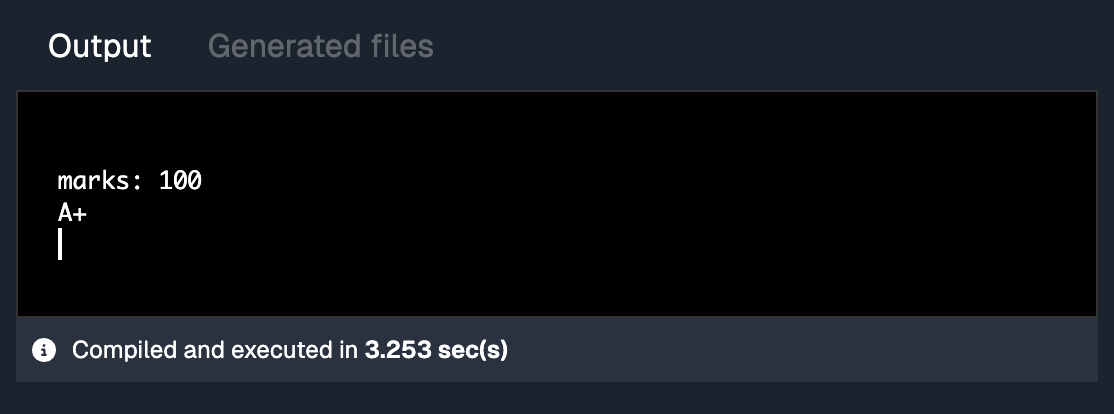 Output Generated files
marks: 100
A+
Compiled and executed in 3.253 sec(s)